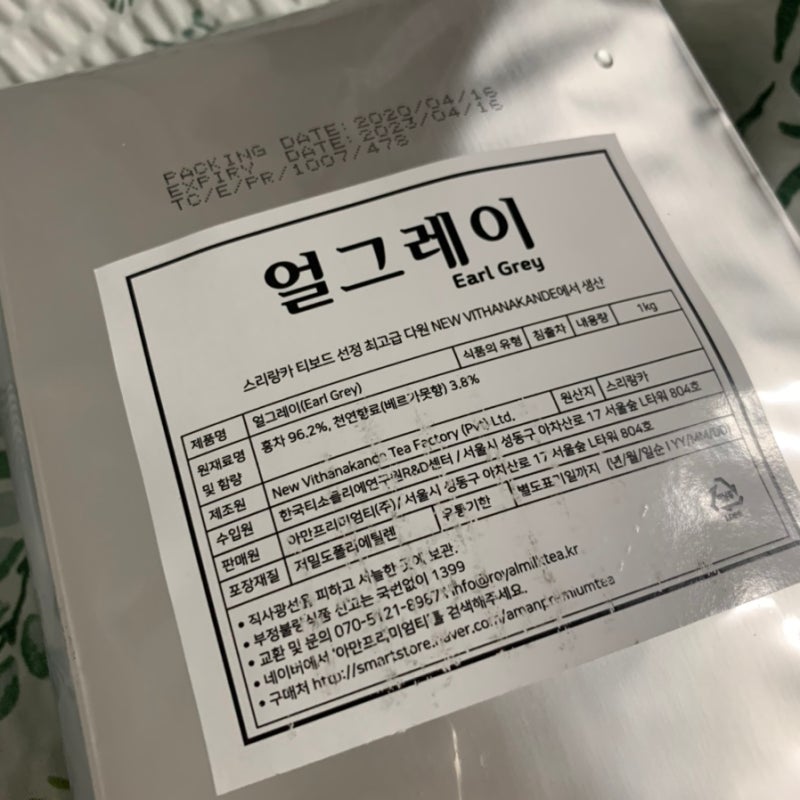 PACKING DATE: 2020/04/16
EXPIRY DATE: 2023/04/16
TC/E/PR/1007/478
얼그레이
Earl Grey
스리랑카 티보드 선정 최고급 다원 NEW VITHANAKANDE에서 생산
제품명 얼그레이(Earl Grey) 식품의 유형 침출차 내용량 1kg
원재료명 및 함량 홍차 96.2%, 천연향료(베르가못향) 3.8%
제조원 New Vithanakande Tea Factory (Pvt) Ltd. 원산지 스리랑카
수입원 한국티소믈리에연구원R&D센터 / 서울시 성동구 아차산로 17 서울숲 L타워 804호
판매원 아만프리미엄티(주) / 서울시 성동구 아차산로 17 서울숲 L타워 804호
포장재질 저밀도폴리에틸렌 유통기한 별도표기일까지 (년/월/일순
• 직사광선을 피하고 서늘한 곳에 보관.
• 부정불량식품 신고는 국번없이 1399
• 교환 및 문의 070-5121-8967 info@royalmilktea.kr
• 네이버에서 '아만프리미엄티'를 검색해주세요.
• 구매처 http://smartstore.naver.com/amanpremiumtea